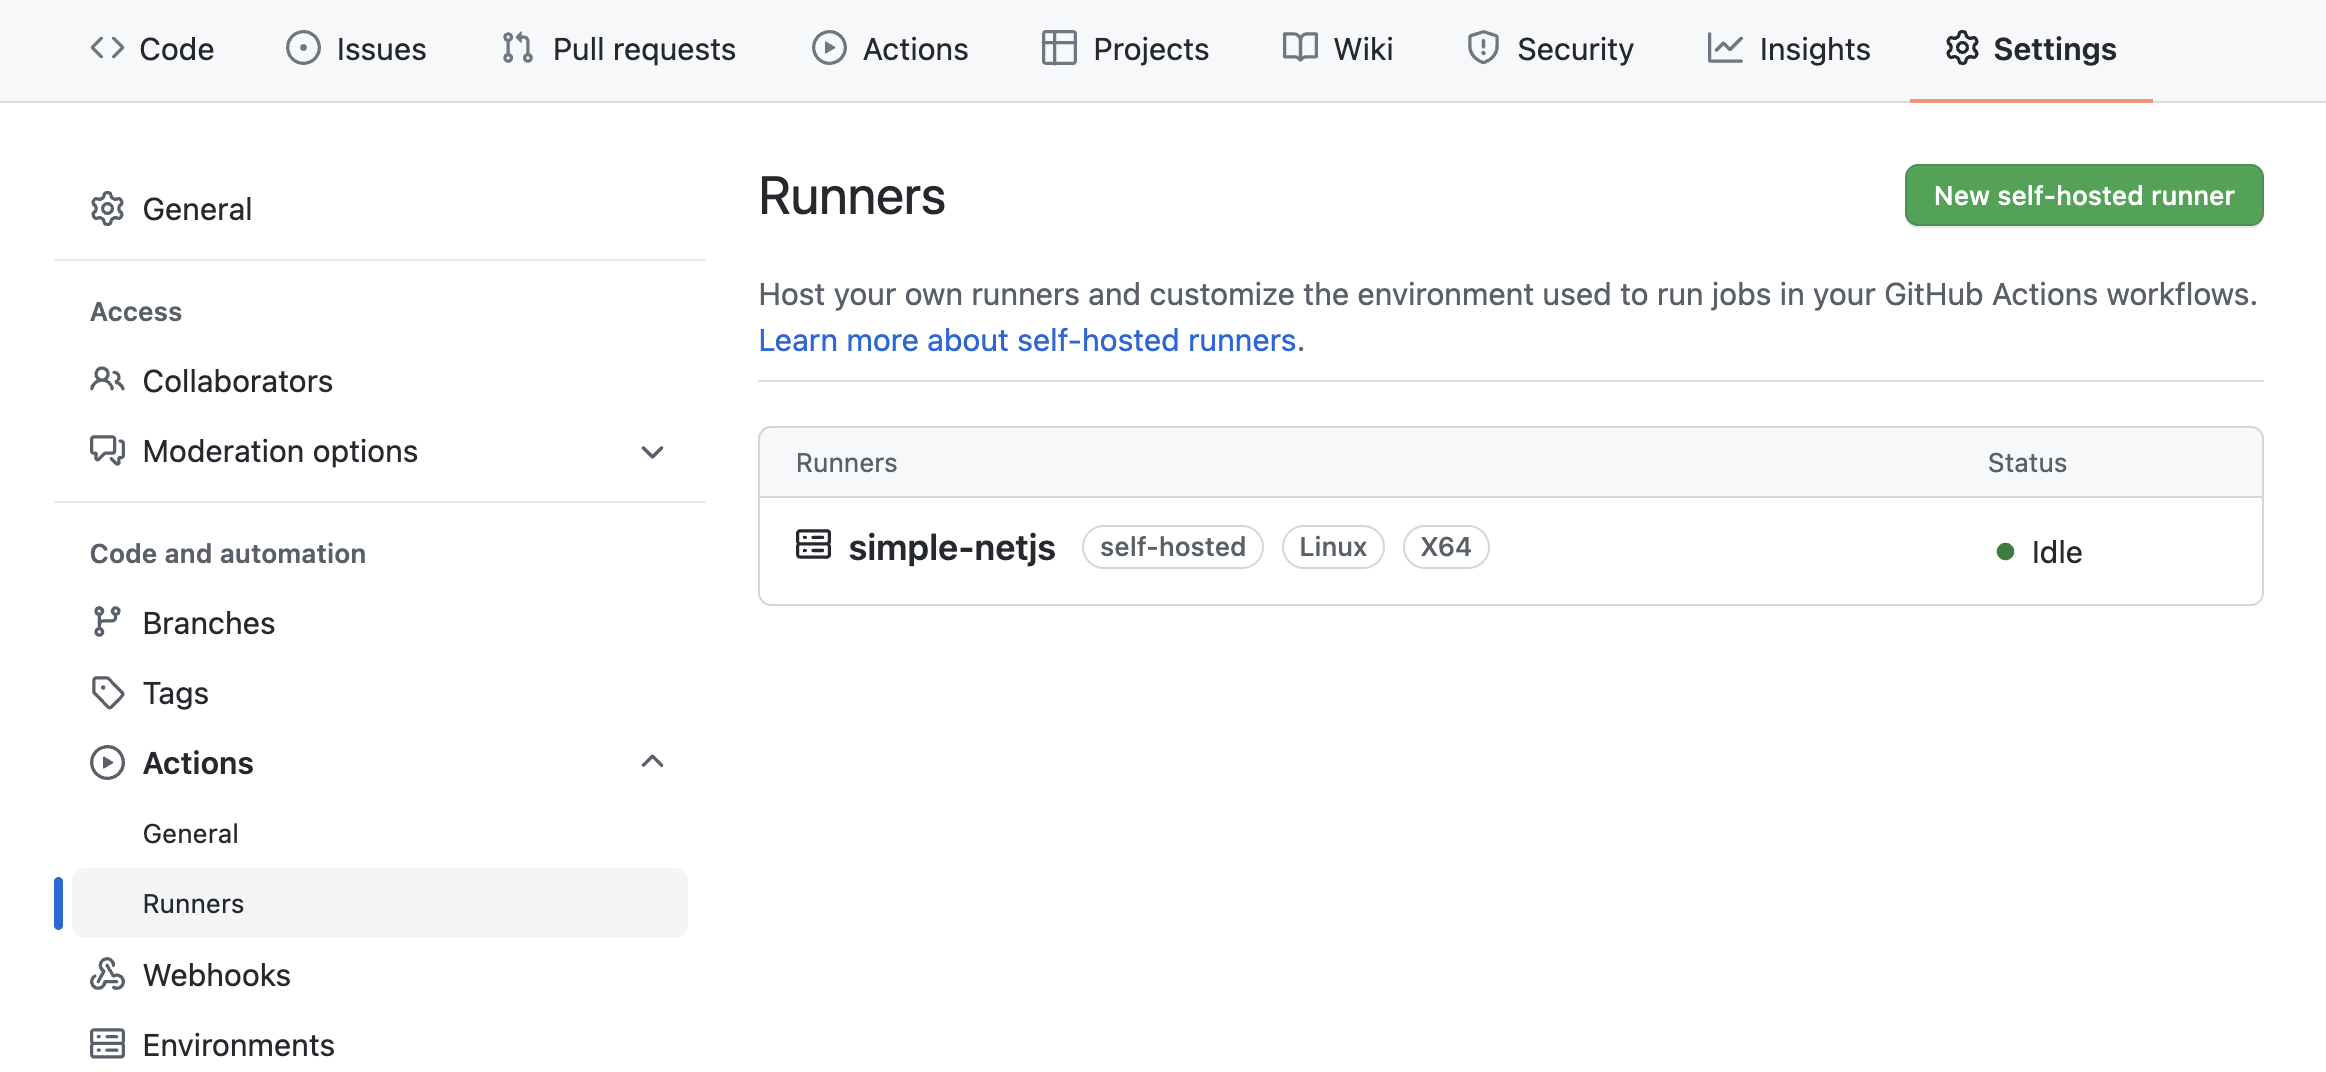 Code Issues Pull requests Actions Projects Wiki Security Insights Settings
General
Access
Collaborators
Moderation options
Code and automation
Branches
Tags
Actions
General
Runners
Webhooks
Environments
Runners
New self-hosted runner
Host your own runners and customize the environment used to run jobs in your GitHub Actions workflows.
Learn more about self-hosted runners.
Runners Status
simple-netjs self-hosted Linux X64 Idle